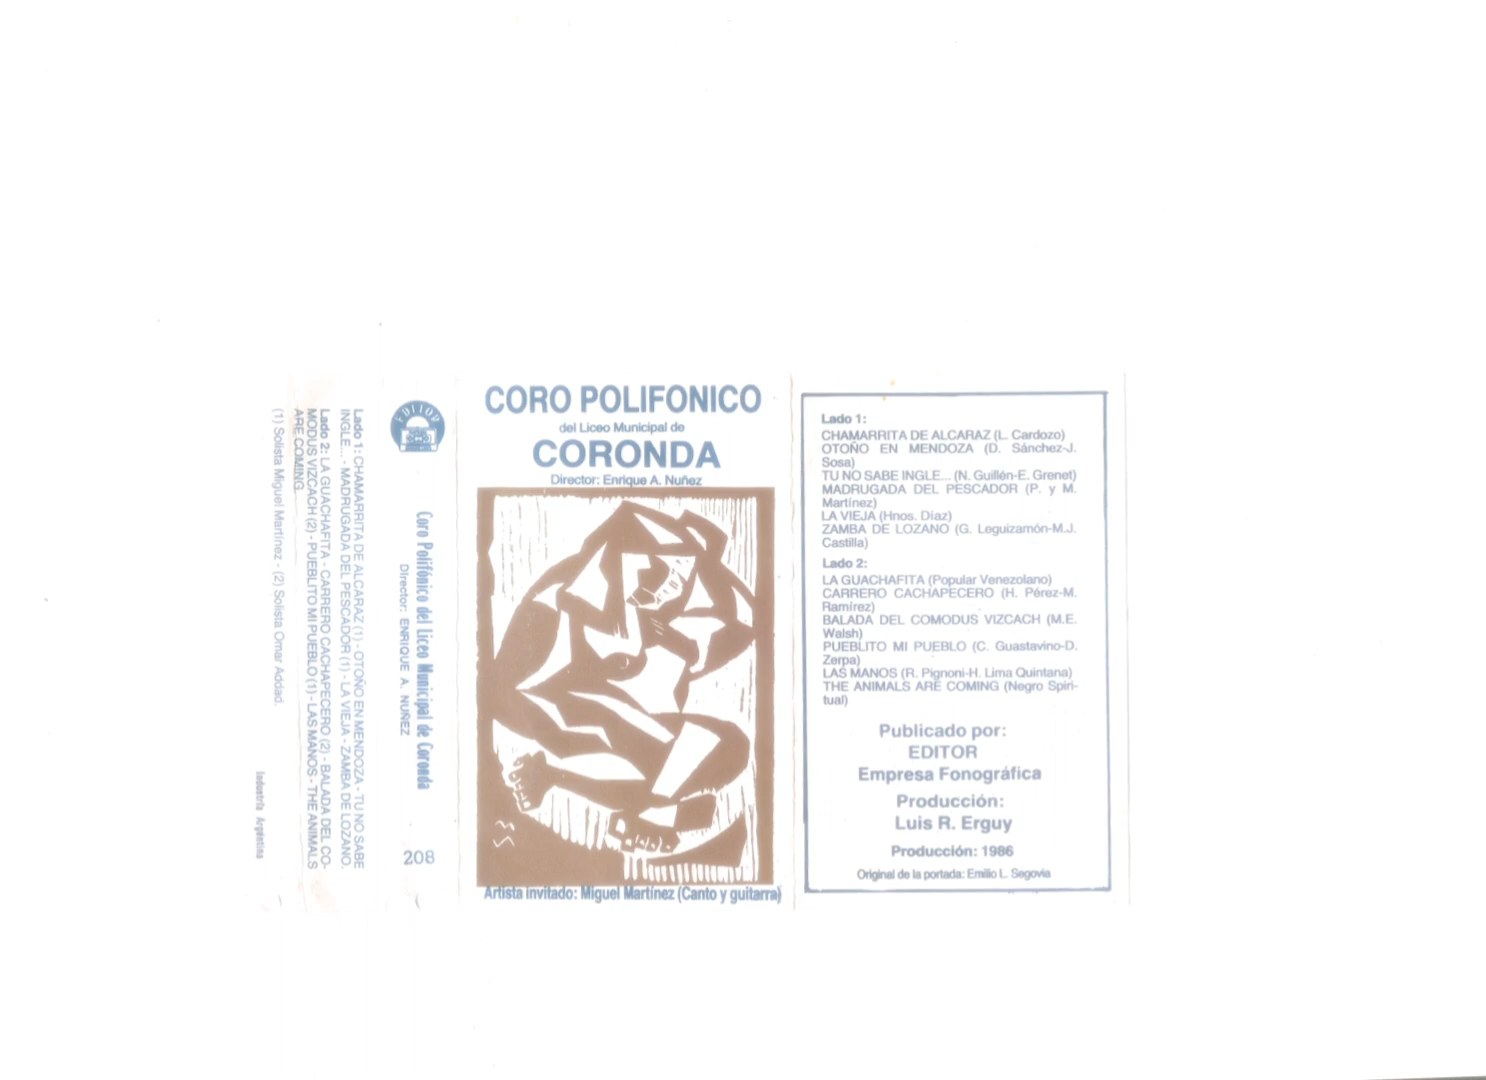 Lado 1: CHAMARRITA DE ALCARAZ (1) - OTOÑO EN MENDOZA - TU NO SABE
INGLE... - MADRUGADA DEL PESCADOR (1) - LA VIEJA - ZAMBA DE LOZANO.
Lado 2: LA GUACHAFITA - CARRERO CACHAPECERO (2) - BALADA DEL CO-
MODUS VIZCACH (2) - PUEBLITO MI PUEBLO (1) - LAS MANOS - THE ANIMALS
ARE COMING.
(1) Solista Miguel Martínez - (2) Solista Omar Addad.
Industria Argentina
EDITOR
Coro Polifónico del Liceo Municipal de Coronda
Director: ENRIQUE A. NUÑEZ
208
CORO POLIFONICO
del Liceo Municipal de
CORONDA
Director: Enrique A. Nuñez
Artista invitado: Miguel Martínez (Canto y guitarra)
Lado 1:
CHAMARRITA DE ALCARAZ (L. Cardozo)
OTOÑO EN MENDOZA (D. Sánchez-J.
Sosa)
TU NO SABE INGLE... (N. Guillén-E. Grenet)
MADRUGADA DEL PESCADOR (P. y M.
Martínez)
LA VIEJA (Hnos. Díaz)
ZAMBA DE LOZANO (G. Leguizamón-M.J.
Castilla)
Lado 2:
LA GUACHAFITA (Popular Venezolano)
CARRERO CACHAPECERO (H. Pérez-M.
Ramírez)
BALADA DEL COMODUS VIZCACH (M.E.
Walsh)
PUEBLITO MI PUEBLO (C. Guastavino-D.
Zerpa)
LAS MANOS (R. Pignoni-H. Lima Quintana)
THE ANIMALS ARE COMING (Negro Spiri-
tual)
Publicado por:
EDITOR
Empresa Fonográfica
Producción:
Luis R. Erguy
Producción: 1986
Original de la portada: Emilio L. Segovia